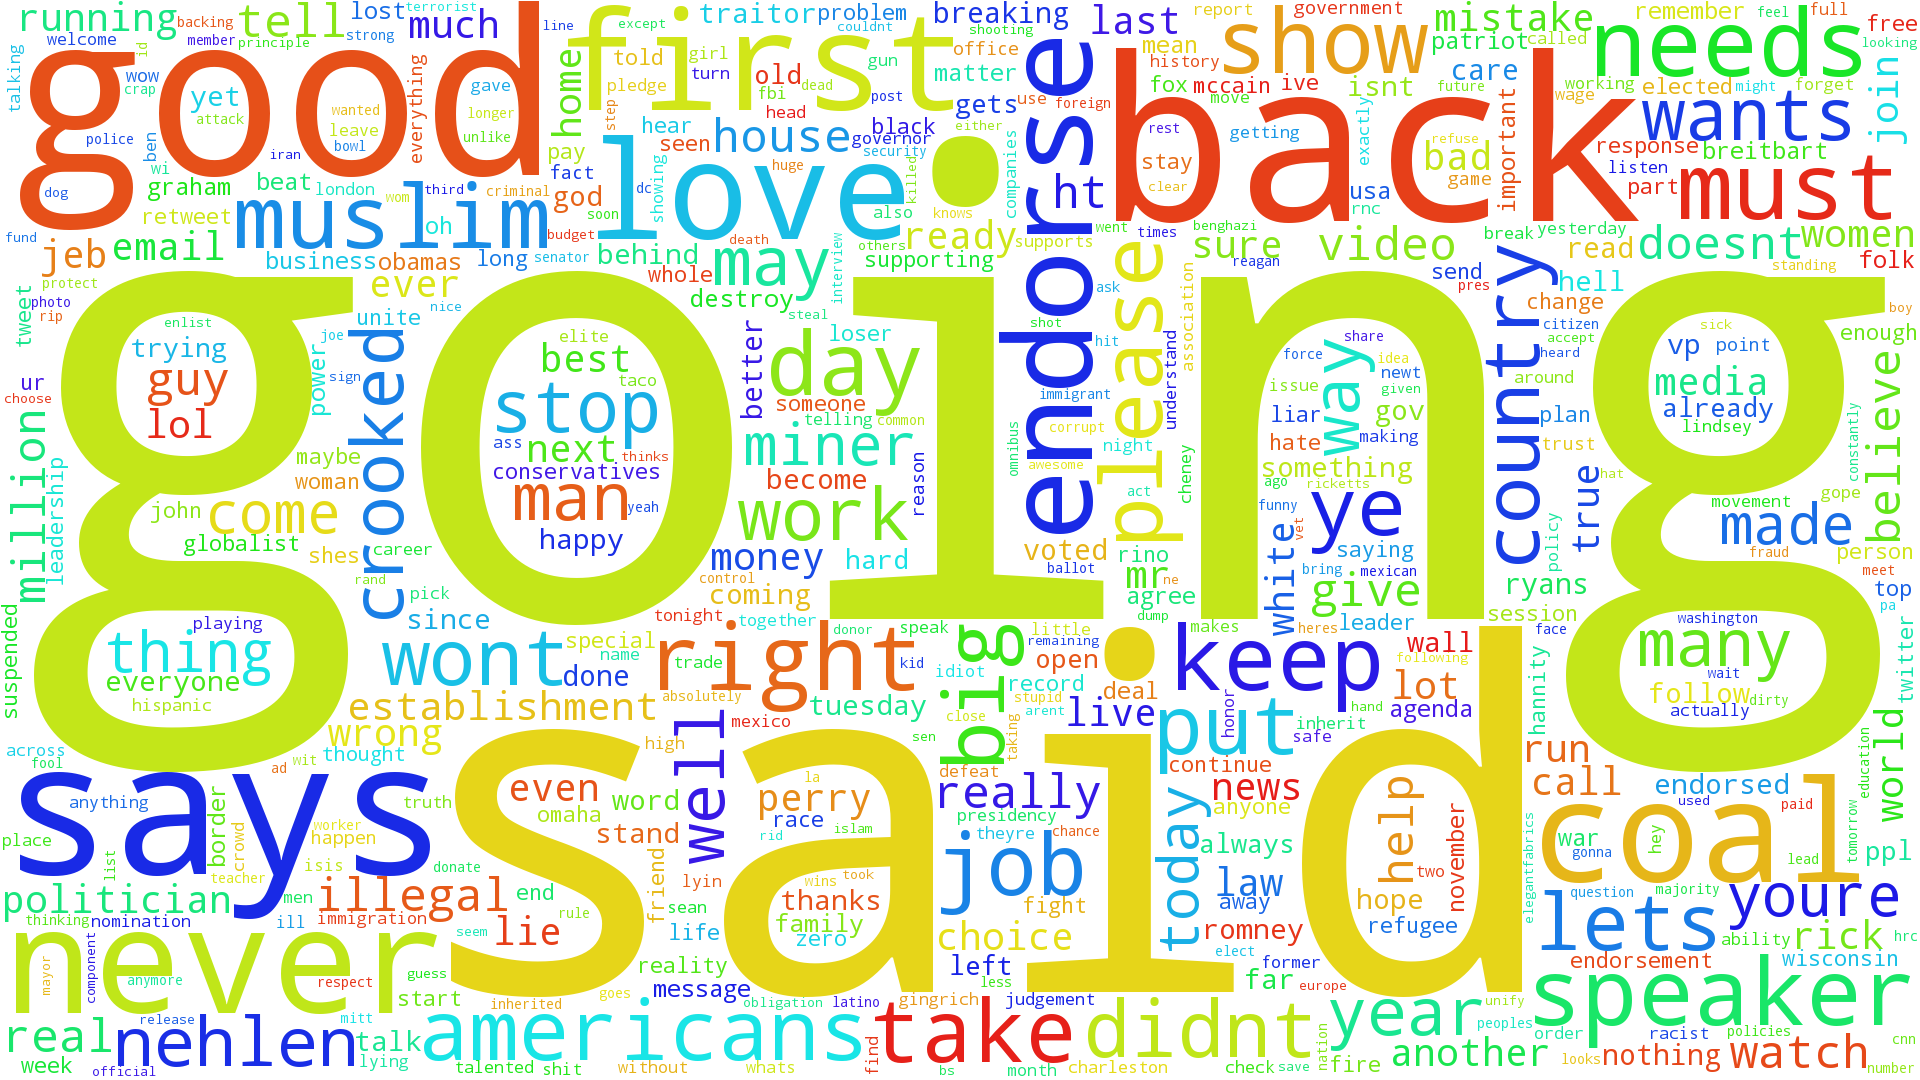 running
tell
lost
terrorist
much
backing
strong
line
except
girl
couldnt
traitor
problem
breaking
last
report
government
show
mistake
remember
feel
full
free
welcome
id
member
principle
good
first
told
turn
shooting
office
mean
history
patriot
called
needs
looking
talking
wow
crap
yet
attack
wanted
leave
bowl
everything
gave
longer
unlike
home
pledge
step
gun
fbi
old
head
dead
post
matter
gets
use
foreign
endorse
back
fox
move
mccain
ive
isnt
care
future
important
working
wage
elected
might
forget
wants
join
police
ben
wi
iran
dog
graham
beat
london
third
wom
criminal
pay
fact
god
soon
hear
seen
dc
showing
house
huge
black
governor
security
killed
either
companies
knows
love
ht
stay
rest
clear
getting
exactly
usa
rnc
bad
refuse
game
response
listen
part
breitbart
must
fund
jeb
email
retweet
muslim
oh
budget
senator
long
business
obamas
behind
whole
death
may
also
others
interview
ready
supporting
supports
went
times
ask
sure
benghazi
reagan
video
send
pres
break
yesterday
read
doesnt
women
standing
folk
hell
protect
photo
rip
tweet
enlist
trying
guy
lol
joe
sign
power
unite
ever
nice
crooked
elite
best
taco
stop
ass
next
thinks
conservatives
man
yeah
happy
destroy
steal
better
day
loser
someone
telling
common
miner
become
reason
work
going
shot
hit
immigrant
corrupt
omnibus
awesome
please
night
act
association
understand
cheney
force
share
idea
newt
given
issue
liar
gov
way
hate
making
something
ago
ricketts
funny
vet
ye
country
change
citizen
accept
heard
around
plan
trust
hat
true
policy
sick
vp
point
media
already
lindsey
boy
enough
believe
constantly
gope
movement
made
fraud
person
meet
ur
choose
million
leadership
maybe
woman
john
come
globalist
shes
career
rand
pick
since
money
control
coming
hard
tonight
together
voted
ballot
rino
mr
ne
agree
dump
white
saying
bring
mexican
give
heres
leader
ryans
session
top
pa
suspended
playing
thing
everyone
hispanic
wont
special
name
done
right
trade
absolutely
donor
speak
kid
big
little
idiot
remaining
open
record
stupid
arent
makes
deal
keep
wall
following
lot
face
hannity
washington
many
wait
follow
dirty
actually
twitter
world
establishment
wrong
thought
across
fool
ad
wit
high
well
mexico
tuesday
sen
close
taking
defeat
live
put
honor
inherit
hand
safe
agenda
continue
run
call
endorsed
education
says
anything
place
list
border
crowd
teacher
worker
happen
isis
truth
donate
said
even
omaha
word
stand
friend
la
perry
race
rid
islam
really
presidency
theyre
chance
today
news
anyone
always
help
two
november
coal
war
gonna
hey
used
paid
lead
tomorrow
ppl
elegantfabrics
politician
men
illegal
immigration
end
rule
lie
seem
lyin
sean
life
wins
took
thanks
family
zero
job
fight
choice
law
away
hope
refugee
romney
elect
question
majority
lets
youre
ability
rick
hrc
thinking
nomination
ill
never
mayor
component
anymore
respect
guess
start
inherited
goes
reality
message
obligation
latino
gingrich
left
less
judgement
former
far
europe
endorsement
wisconsin
speaker
real
nehlen
release
mitt
talk
americans
take
didnt
year
unify
peoples
order
racist
policies
cnn
week
official
lying
talented
shit
without
whats
find
bs
month
charleston
check
save
nation
fire
another
looks
nothing
watch
number